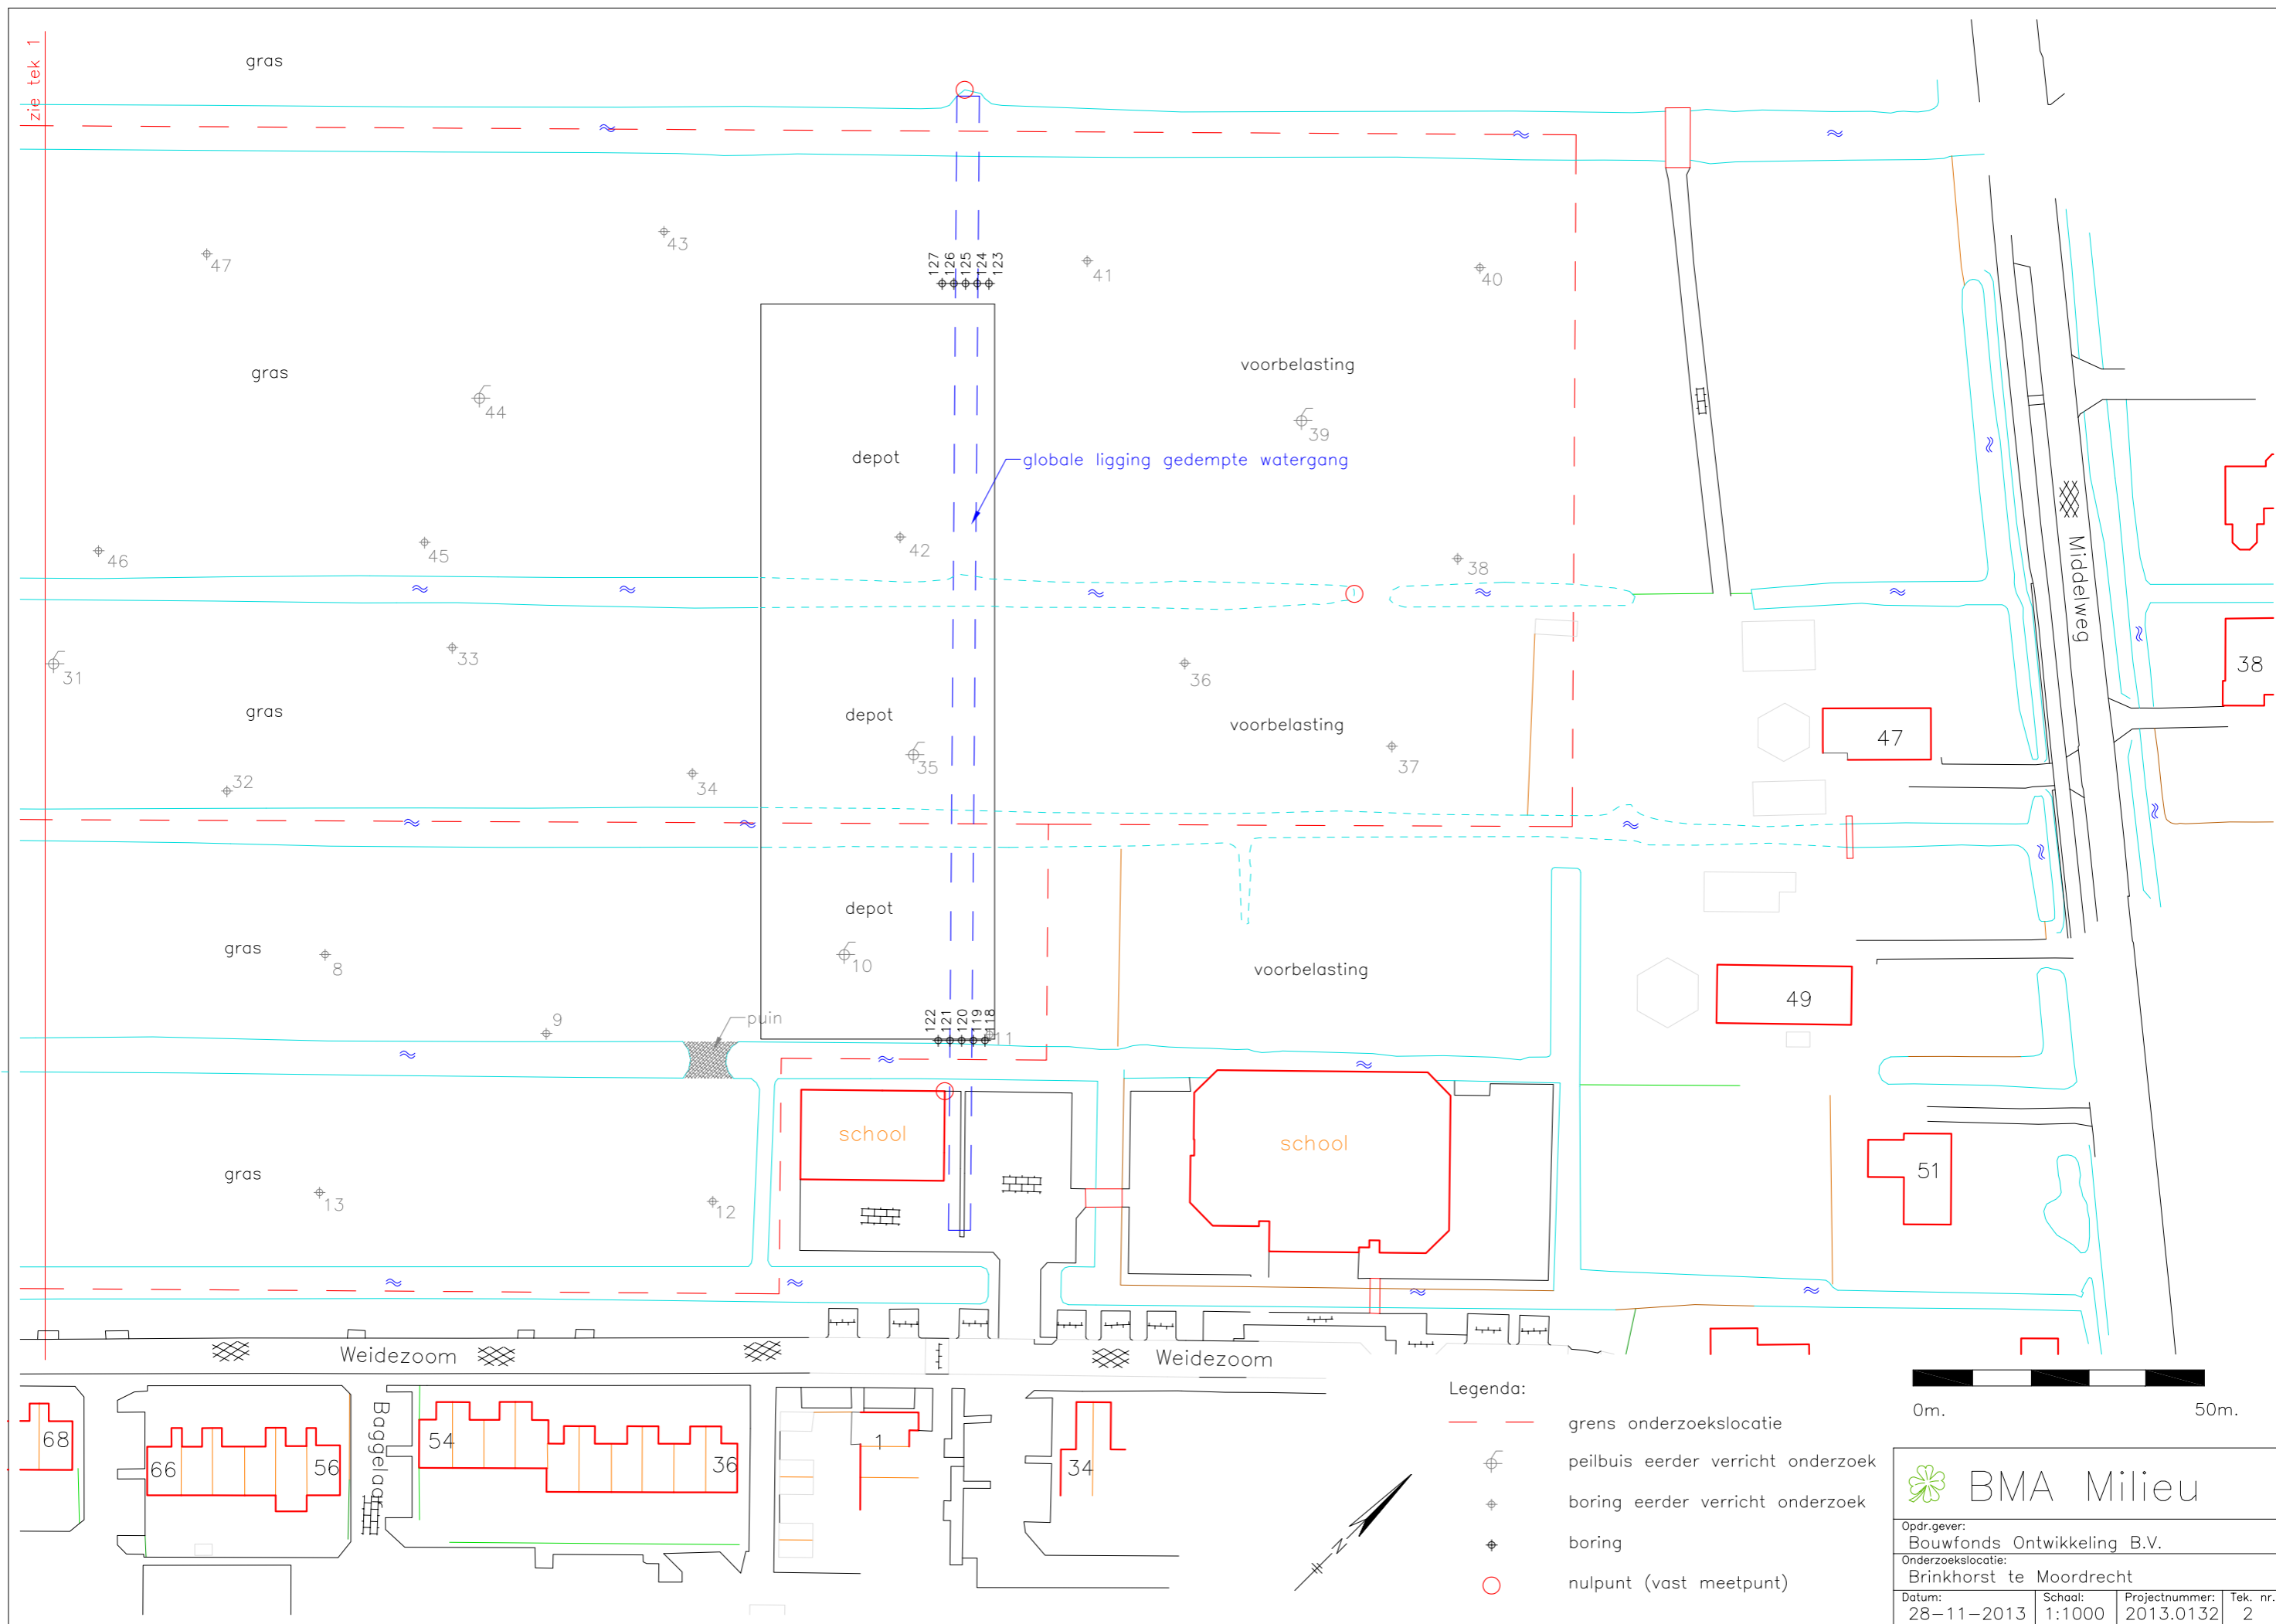 zie tek 1
gras
43
47
127
126
125
124
123
41
40
gras
voorbelasting
44
39
depot
globale ligging gedempte watergang
42
46
45
38
Middelweg
33
31
36
38
gras
depot
voorbelasting
47
35
37
32
34
depot
gras
8
10
voorbelasting
49
9
puin
122
121
120
119
118
11
school
school
51
gras
13
12
Weidezoom
Weidezoom
Baggelaar
68
66
56
54
36
1
34
N
Legenda:
grens onderzoekslocatie
peilbuis eerder verricht onderzoek
boring eerder verricht onderzoek
boring
nulpunt (vast meetpunt)
0m.
50m.
BMA Milieu
Opdr.gever:
Bouwfonds Ontwikkeling B.V.
Onderzoekslocatie:
Brinkhorst te Moordrecht
Datum: Schaal: Projectnummer: Tek. nr.
28-11-2013 1:1000 2013.0132 2